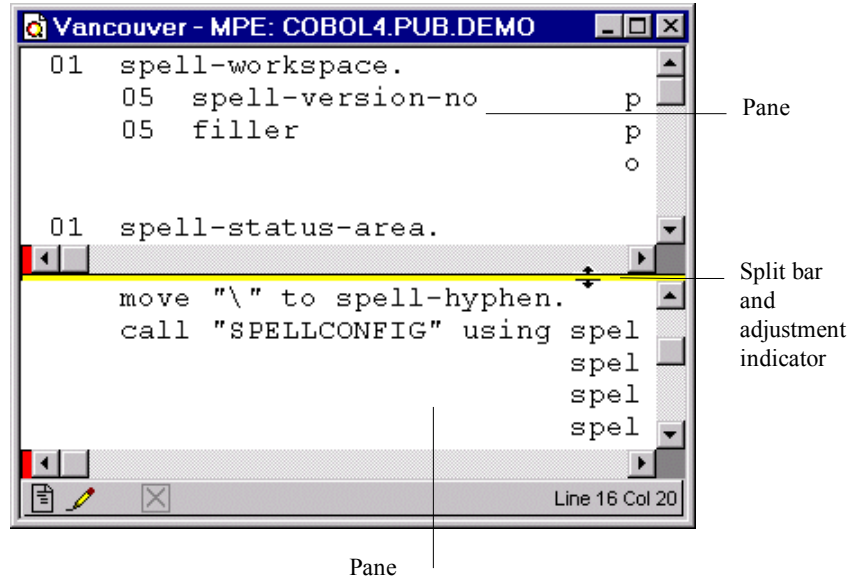 Vancouver - MPE: COBOL4.PUB.DEMO
01 spell-workspace.
05 spell-version-no p
05 filler p
o
01 spell-status-area.
move "\" to spell-hyphen.
call "SPELLCONFIG" using spel
spel
spel
spel
Line 16 Col 20
Pane
Split bar
and
adjustment
indicator
Pane